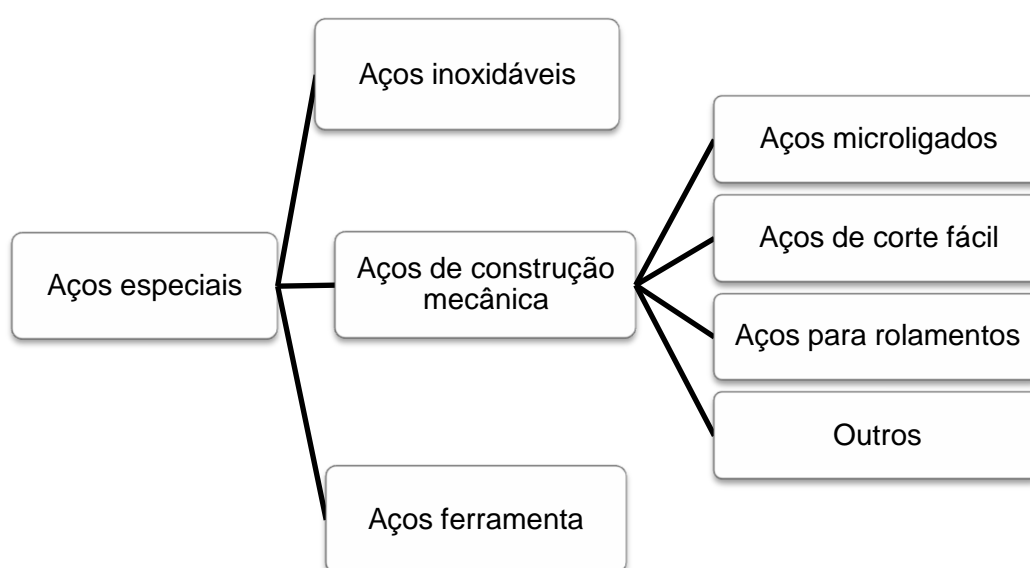 Aços inoxidáveis
Aços microligados
Aços de corte fácil
Aços especiais
Aços de construção
mecânica
Aços para rolamentos
Outros
Aços ferramenta